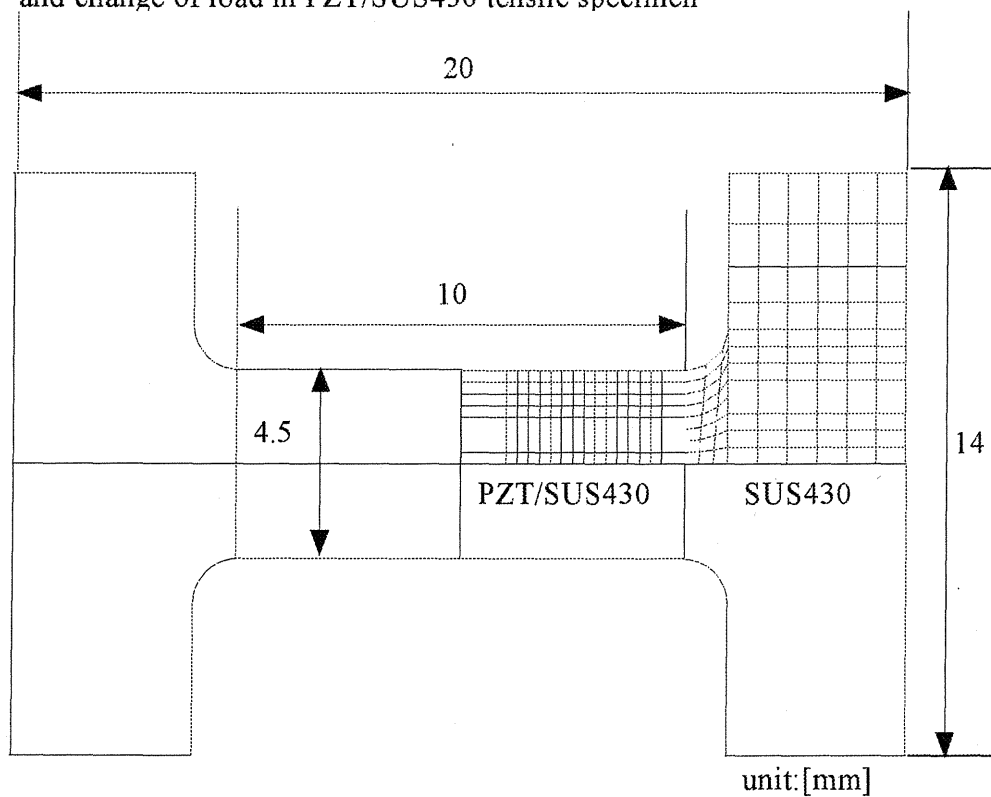 and change of load in PZT/SUS430 tensile specimen
20
10
4.5
14
PZT/SUS430 SUS430
unit:[mm]